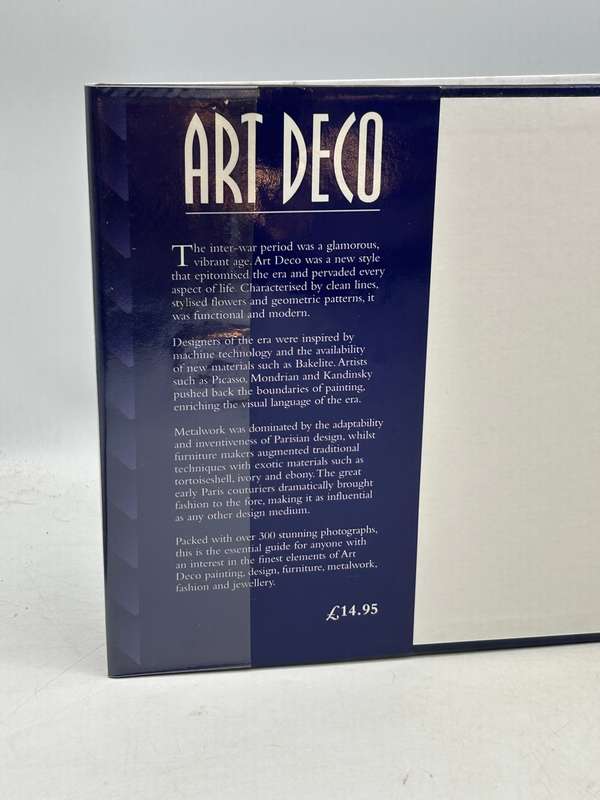 ART DECO
The inter-war period was a glamorous,
vibrant age. Art Deco was a new style
that epitomised the era and pervaded every
aspect of life. Characterised by clean lines,
stylised flowers and geometric patterns, it
was functional and modern.
Designers of the era were inspired by
machine technology and the availability
of new materials such as Bakelite. Artists
such as Picasso, Mondrian and Kandinsky
pushed back the boundaries of painting,
enriching the visual language of the era.
Metalwork was dominated by the adaptability
and inventiveness of Parisian design, whilst
furniture makers augmented traditional
techniques with exotic materials such as
tortoiseshell, ivory and ebony. The great
early Paris couturiers dramatically brought
fashion to the fore, making it as influential
as any other design medium.
Packed with over 300 stunning photographs,
this is the essential guide for anyone with
an interest in the finest elements of Art
Deco painting, design, furniture, metalwork,
fashion and jewellery.
£14.95